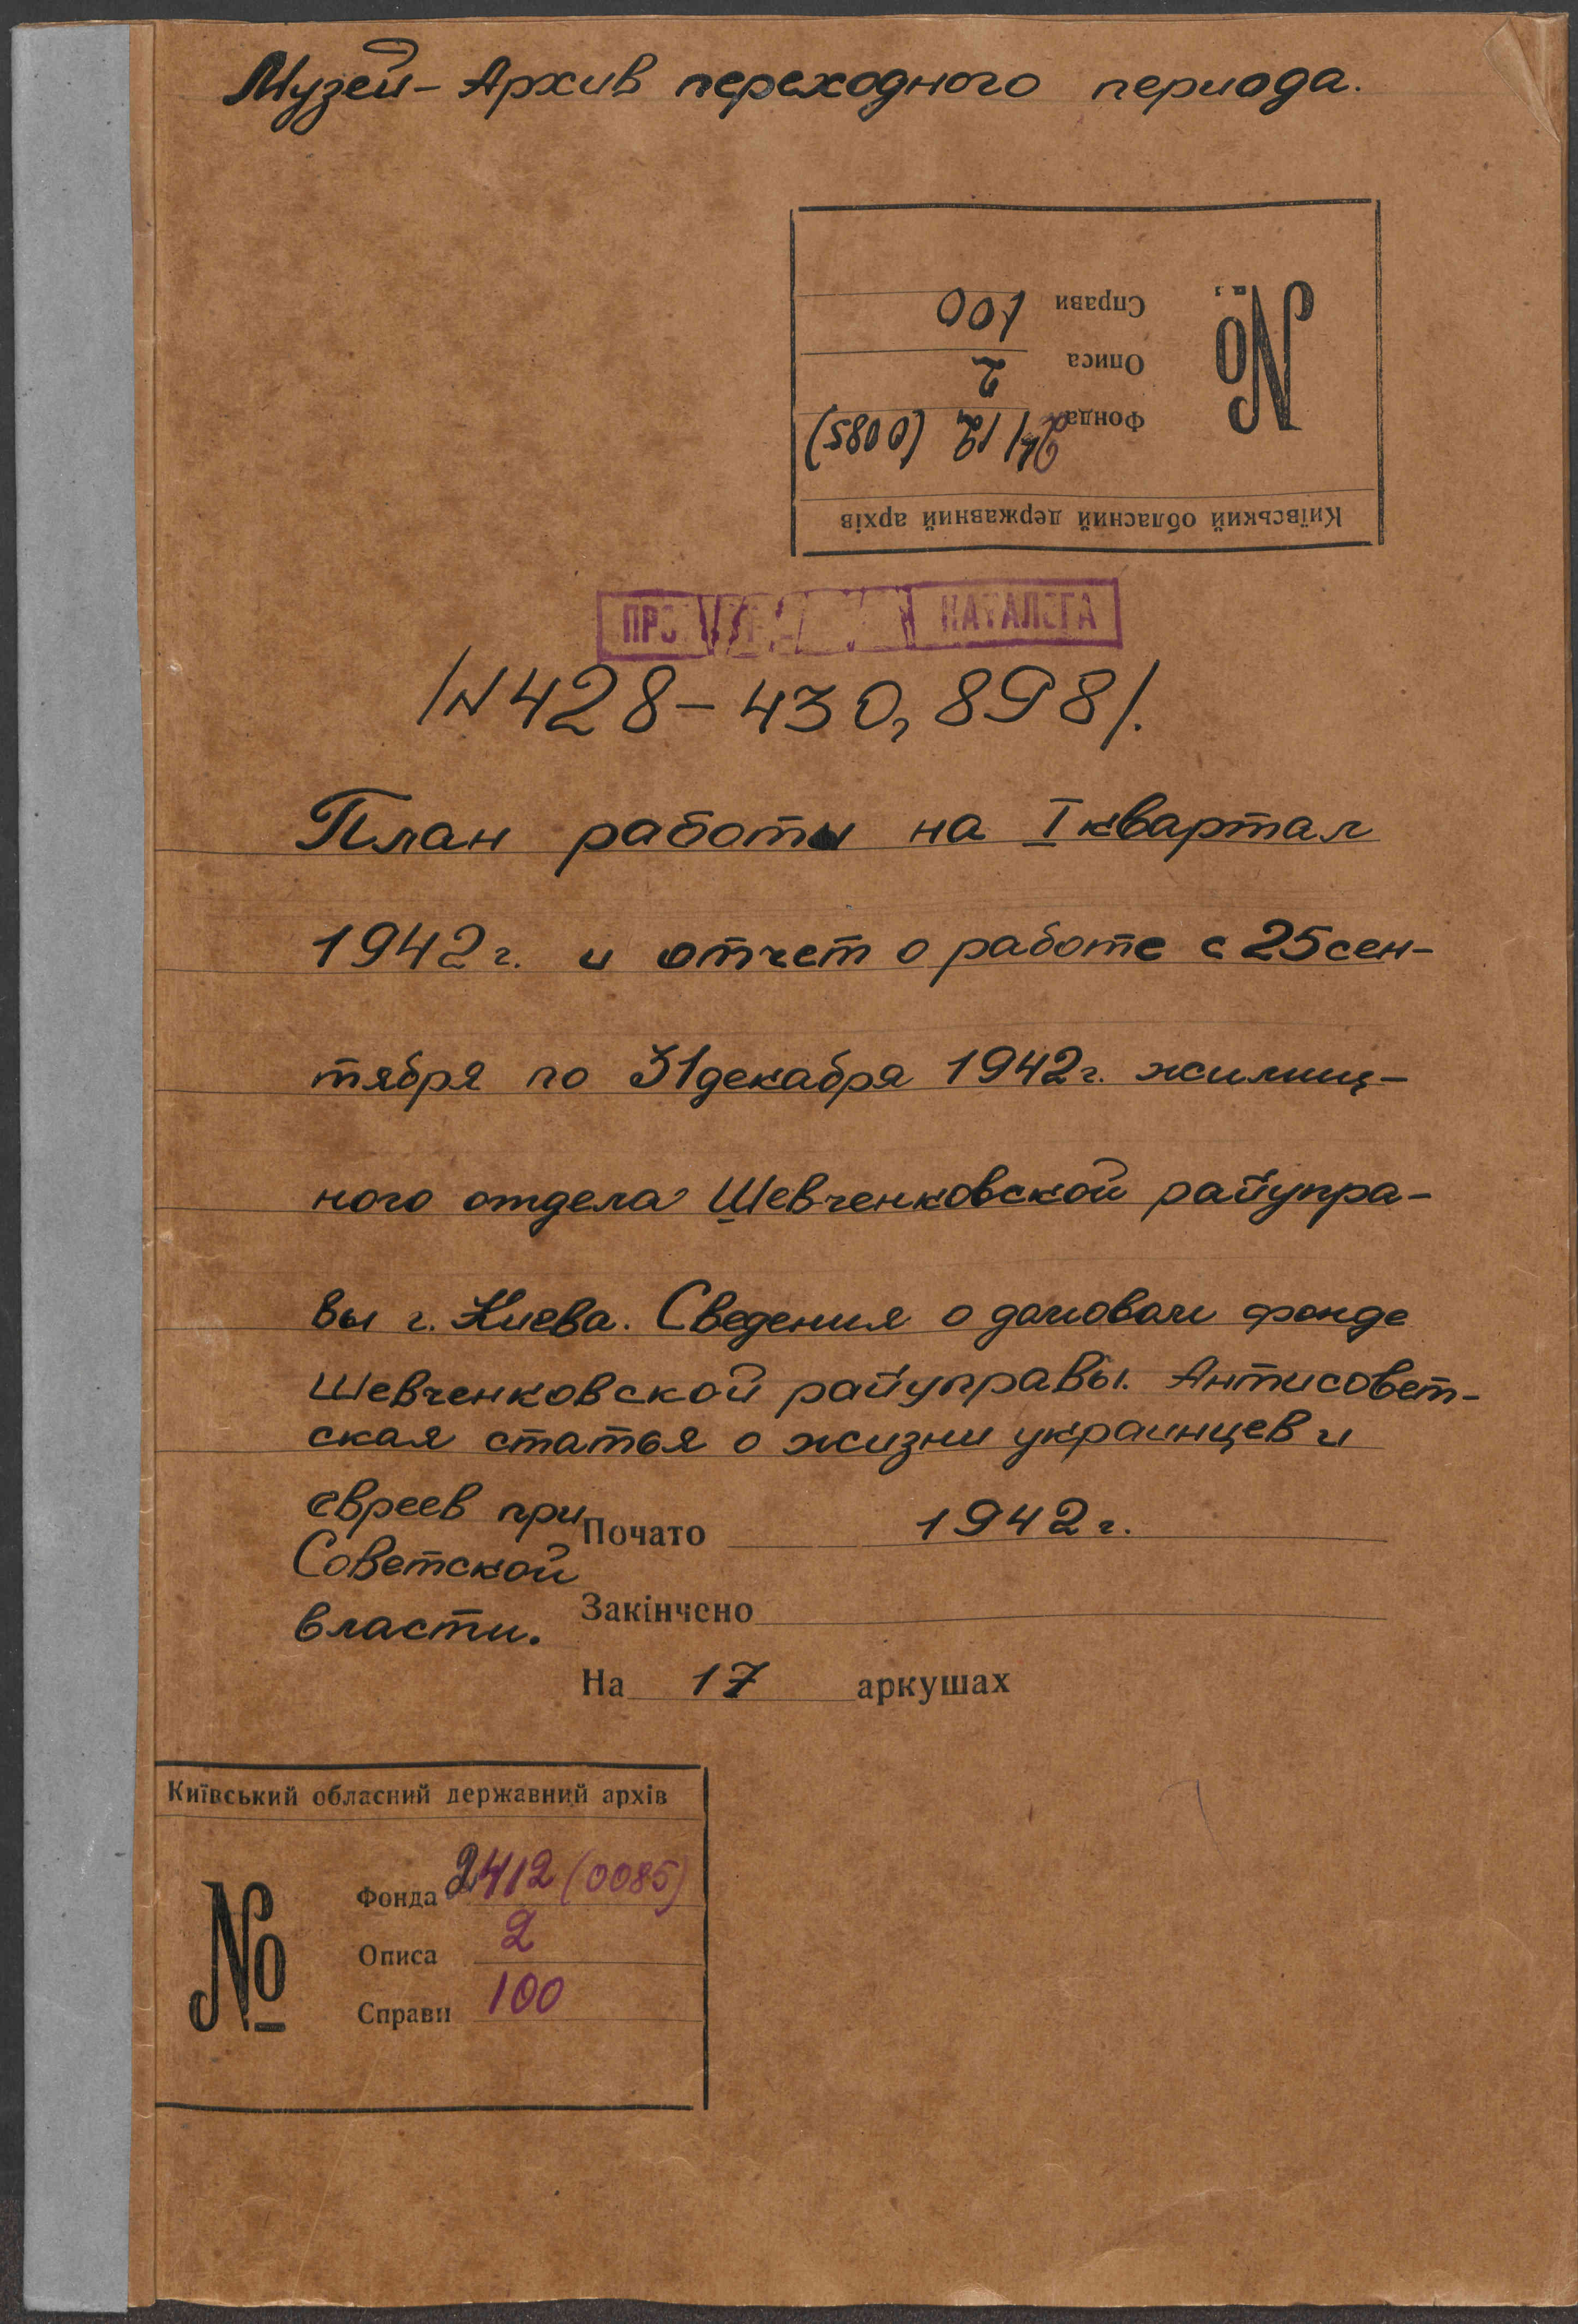 Музей-Архив переходного периода.
Київський обласний державний архів
№
Фонда 2412 (0085)
Описа 2
Справи 100
КАТАЛОГА
/N 428-430, 898/.
План работы на I квартал
1942 г. и отчет о работе с 25 сен-
тября по 31 декабря 1942 г. жилищ-
ного отдела Шевченковской райупра-
вы г. Киева. Сведения о домовом фонде
Шевченковской райуправы. Антисовет-
ская статья о жизни украинцев и
евреев при
Советской
власти.
Почато 1942 г.
Закінчено
На 17 аркушах
Київський обласний державний архів
№
Фонда 2412 (0085)
Описа 2
Справи 100